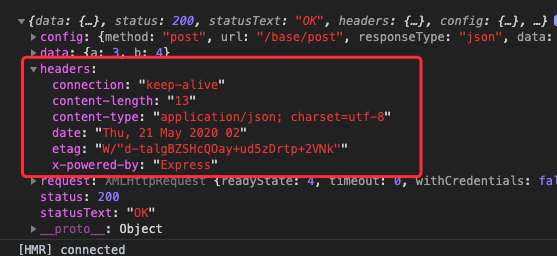 {data: {…}, status: 200, statusText: "OK", headers: {…}, config: {…}, …}
config: {method: "post", url: "/base/post", responseType: "json", data:
data: {a: 3, b: 4}
headers:
connection: "keep-alive"
content-length: "13"
content-type: "application/json; charset=utf-8"
date: "Thu, 21 May 2020 02"
etag: "W/"d-talgBZSHcQOay+ud5zDrtp+2VNk""
x-powered-by: "Express"
request: XMLHttpRequest {readyState: 4, timeout: 0, withCredentials: fal
status: 200
statusText: "OK"
__proto__: Object
[HMR] connected